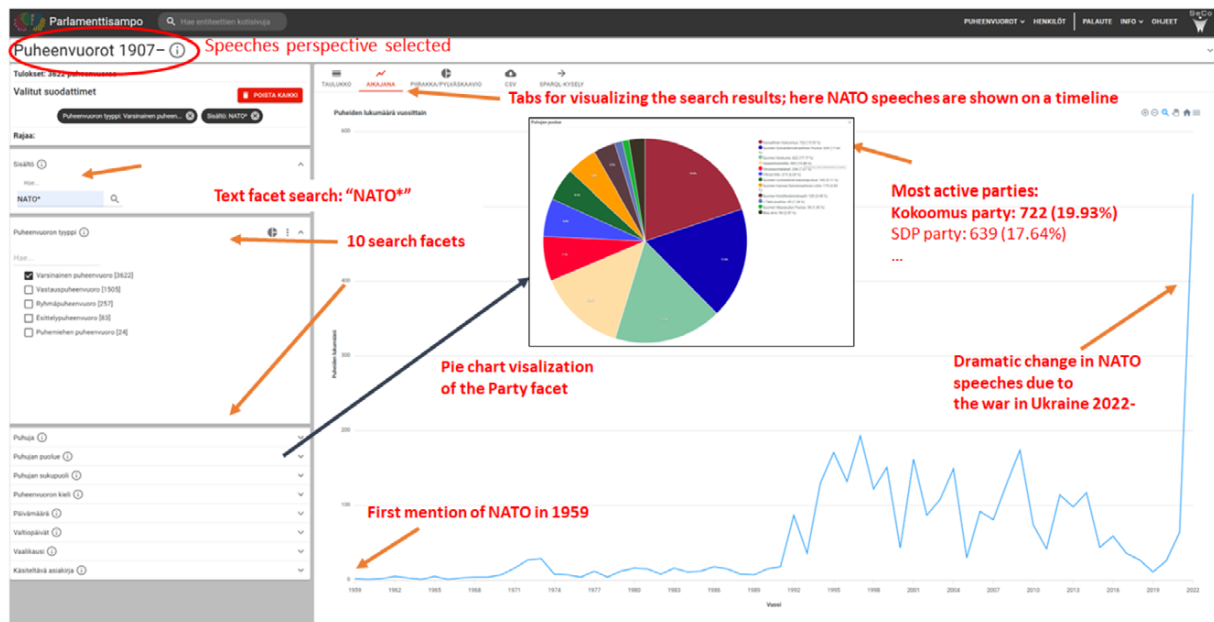 Parlamenttisampo
Hae entiteettien kotisivuja
PUHEENVUOROT
HENKILÖT
PALAUTE
INFO
OHJEET
SeCo
Puheenvuorot 1907–
Speeches perspective selected
Tulokset: 3622 puheenvuoroa
Valitut suodattimet
POISTA KAIKKI
Puheenvuoron tyyppi: Varsinainen puheen...
Sisältö: NATO*
Rajaa:
Sisältö
Hae...
NATO*
Text facet search: “NATO*”
Puheenvuoron tyyppi
10 search facets
Hae...
Varsinainen puheenvuoro [3622]
Vastauspuheenvuoro [1505]
Ryhmäpuheenvuoro [257]
Esittelypuheenvuoro [83]
Puhemiehen puheenvuoro [24]
Puhuja
Puhujan puolue
Puhujan sukupuoli
Puheenvuoron kieli
Päivämäärä
Valtiopäivät
Vaalikausi
Käsiteltävä asiakirja
TAULUKKO
AIKAJANA
PIIRAKKA/PYLVÄSKAAVIO
CSV
SPARQL-KYSELY
Tabs for visualizing the search results; here NATO speeches are shown on a timeline
Puheiden lukumäärä vuosittain
Puhujan puolue
Most active parties:
Kokoomus party: 722 (19.93%)
SDP party: 639 (17.64%)
...
Pie chart visalization
of the Party facet
Dramatic change in NATO
speeches due to
the war in Ukraine 2022-
First mention of NATO in 1959
Puheiden lukumäärä
600
400
300
200
100
0
1959 1962 1965 1968 1971 1974 1977 1980 1983 1986 1989 1992 1995 1998 2001 2004 2007 2010 2013 2016 2019 2022
Vuosi